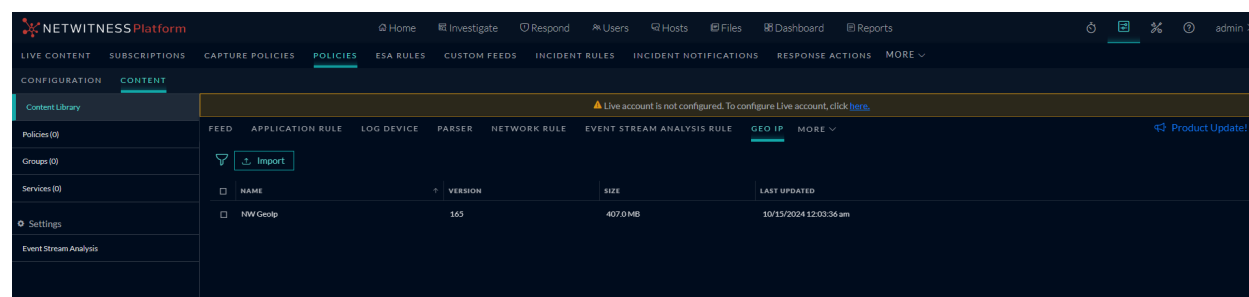 NETWITNESS Platform Home Investigate Respond Users Hosts Files Dashboard Reports admin
LIVE CONTENT SUBSCRIPTIONS CAPTURE POLICIES POLICIES ESA RULES CUSTOM FEEDS INCIDENT RULES INCIDENT NOTIFICATIONS RESPONSE ACTIONS MORE
CONFIGURATION CONTENT
Content Library
Policies (0)
Groups (0)
Services (0)
Settings
Event Stream Analysis
Live account is not configured. To configure Live account, click here.
FEED APPLICATION RULE LOG DEVICE PARSER NETWORK RULE EVENT STREAM ANALYSIS RULE GEO IP MORE Product Update!
Import
NAME VERSION SIZE LAST UPDATED
NW GeoIp 165 407.0 MB 10/15/2024 12:03:36 am